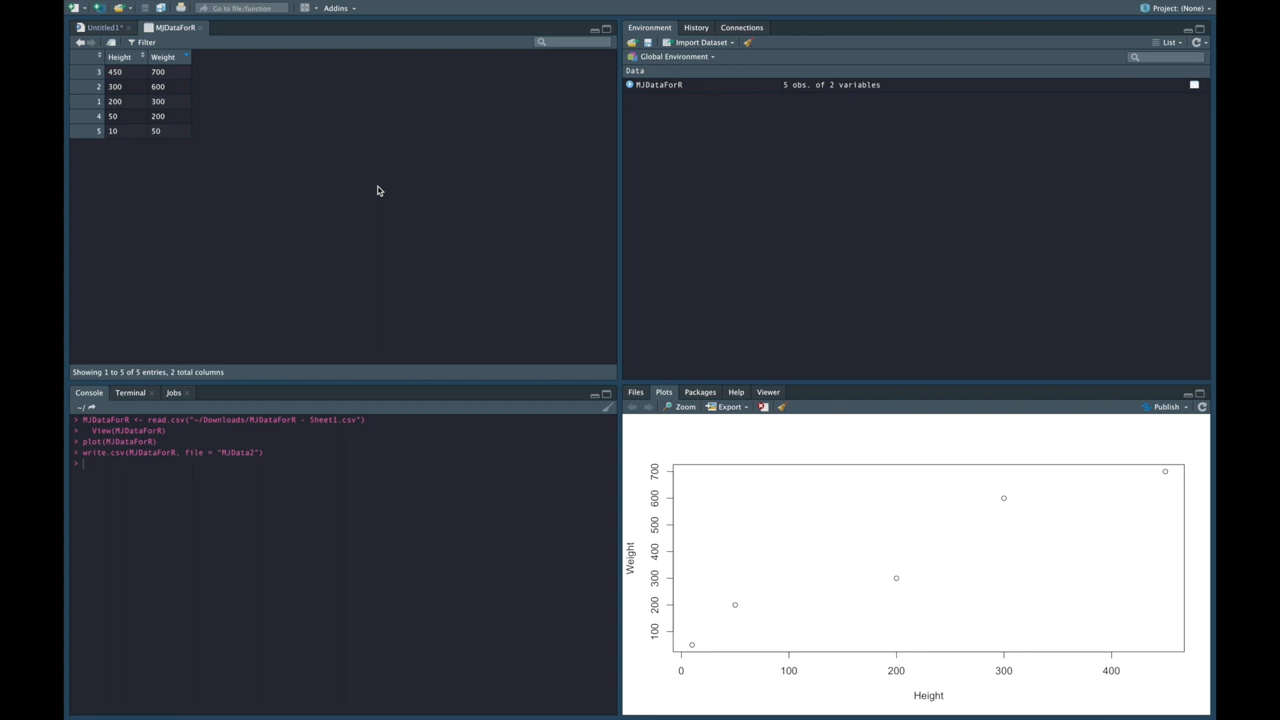 Go to file/function Addins Project: (None)
Untitled1* MJDataForR
Filter
Height Weight
3 450 700
2 300 600
1 200 300
4 50 200
5 10 50
Showing 1 to 5 of 5 entries, 2 total columns
Environment History Connections
Import Dataset List
Global Environment
Data
MJDataForR 5 obs. of 2 variables
Console Terminal Jobs
~/
> MJDataForR <- read.csv("~/Downloads/MJDataForR - Sheet1.csv")
> View(MJDataForR)
> plot(MJDataForR)
> write.csv(MJDataForR, file = "MJData2")
>
Files Plots Packages Help Viewer
Zoom Export Publish
Weight
700
600
500
400
300
200
100
0 100 200 300 400
Height